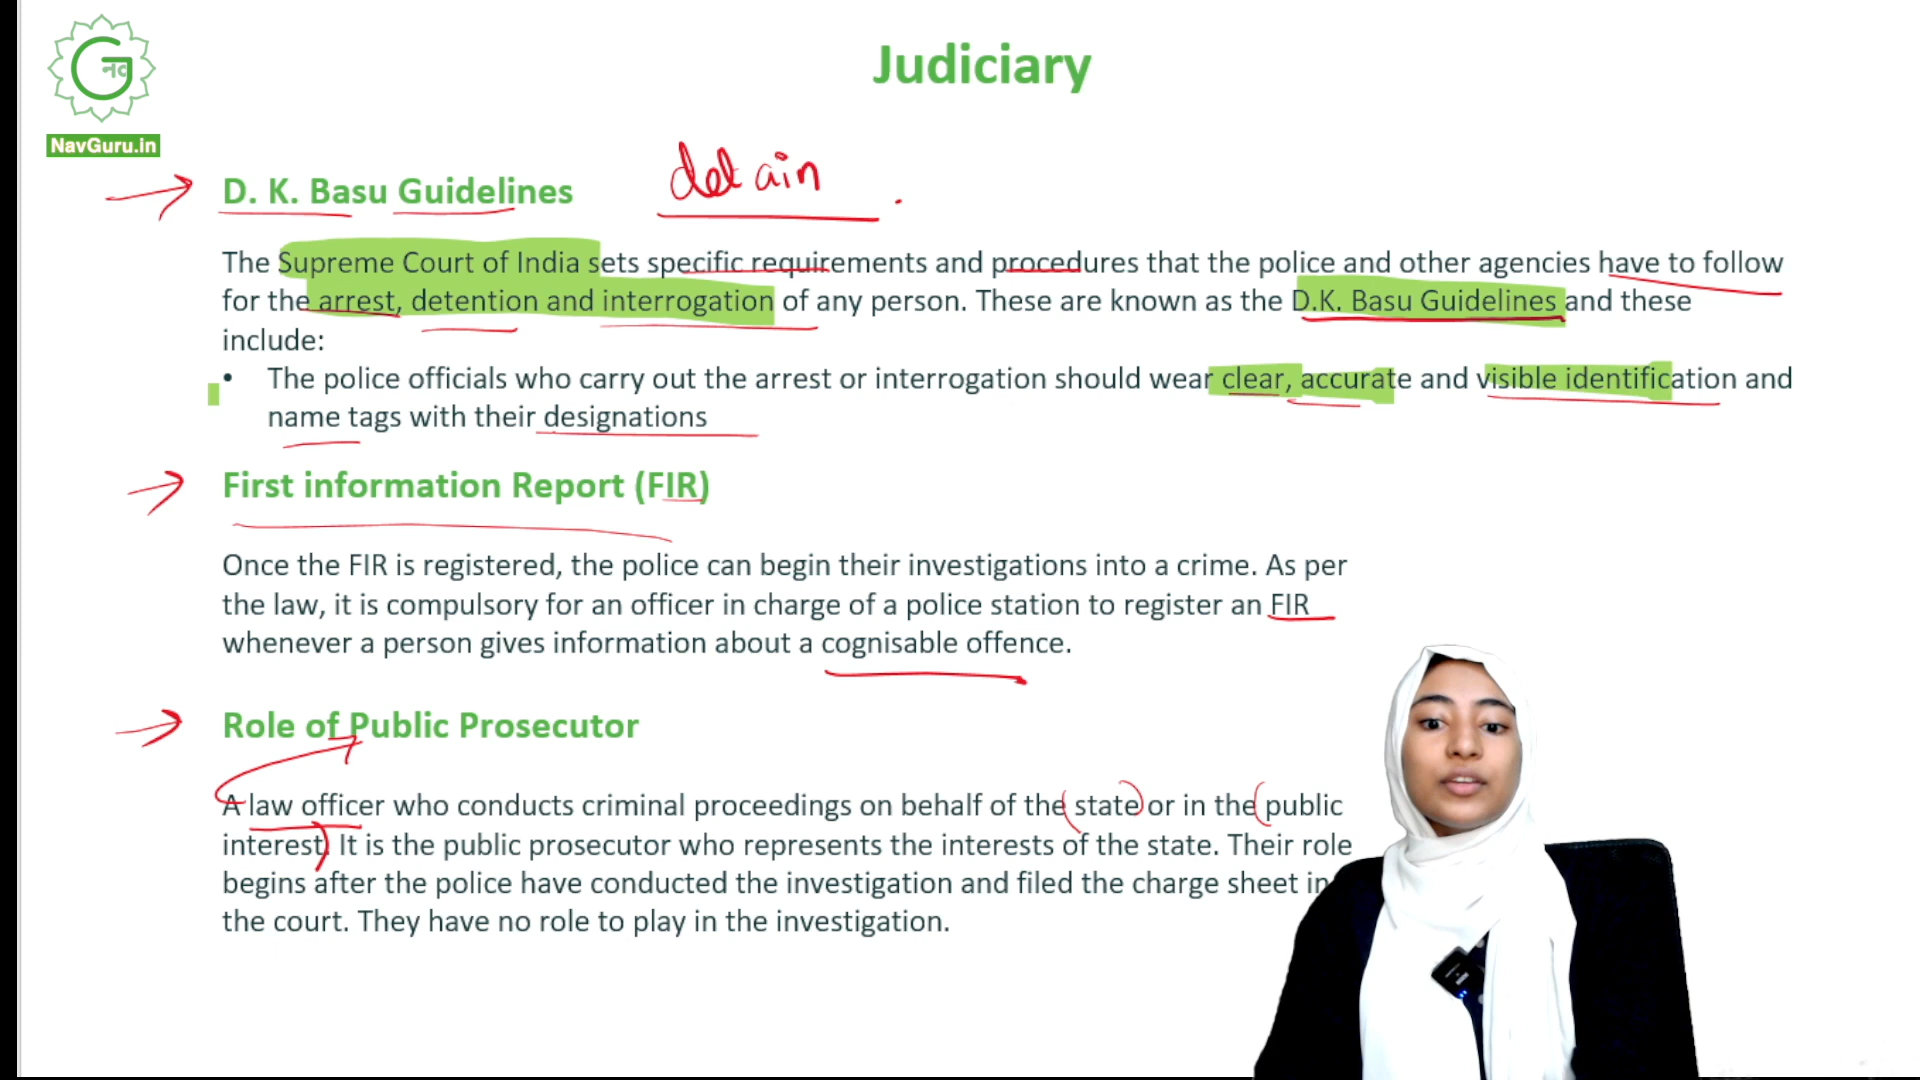 Judiciary
नव
NavGuru.in
D. K. Basu Guidelines
detain
The Supreme Court of India sets specific requirements and procedures that the police and other agencies have to follow
for the arrest, detention and interrogation of any person. These are known as the D.K. Basu Guidelines and these
include:
• The police officials who carry out the arrest or interrogation should wear clear, accurate and visible identification and
name tags with their designations
First information Report (FIR)
Once the FIR is registered, the police can begin their investigations into a crime. As per
the law, it is compulsory for an officer in charge of a police station to register an FIR
whenever a person gives information about a cognisable offence.
Role of Public Prosecutor
A law officer who conducts criminal proceedings on behalf of the state or in the public
interest. It is the public prosecutor who represents the interests of the state. Their role
begins after the police have conducted the investigation and filed the charge sheet in
the court. They have no role to play in the investigation.